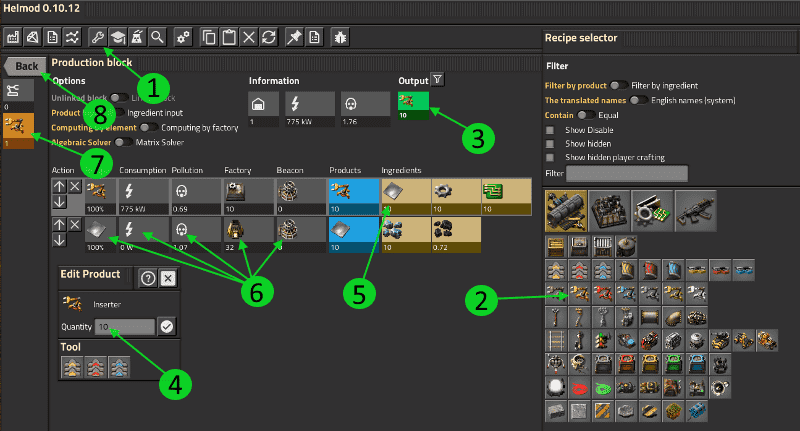 Helmod 0.10.12
Back
0
1
Production block
Options
Unlinked block
Product
Ingredient input
Computing by element
Computing by factory
Algebraic Solver
Matrix Solver
Information
1
775 kW
1.76
Output
10
Action
Consumption
Pollution
Factory
Beacon
Products
Ingredients
100%
775 kW
0.69
10
0
10
10
10
10
100%
0 W
1.07
32
10
10
0.72
Edit Product
?
Inserter
Quantity
10
Tool
Recipe selector
Filter
Filter by product
Filter by ingredient
The translated names
English names (system)
Contain
Equal
Show Disable
Show hidden
Show hidden player crafting
Filter
1
2
3
4
5
6
7
8